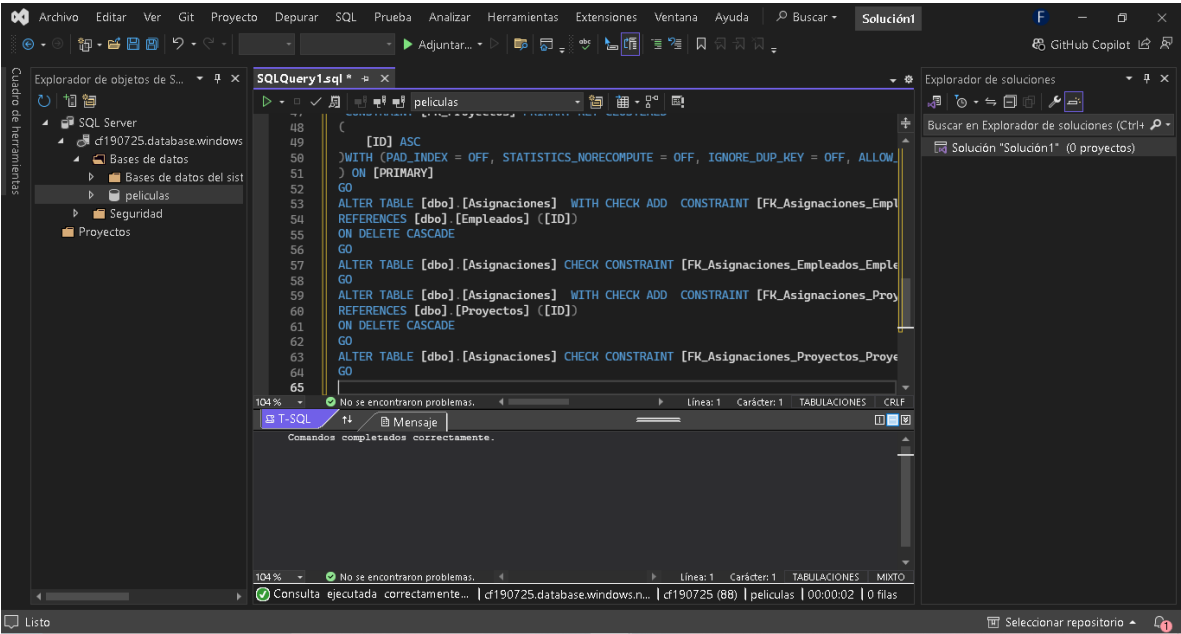 Archivo Editar Ver Git Proyecto Depurar SQL Prueba Analizar Herramientas Extensiones Ventana Ayuda Buscar Solución1 F
Adjuntar... GitHub Copilot
Cuadro de herramientas
Explorador de objetos de S...
SQL Server
cf190725.database.windows
Bases de datos
Bases de datos del sist
peliculas
Seguridad
Proyectos
SQLQuery1.sql *
peliculas
48 (
49 [ID] ASC
50 )WITH (PAD_INDEX = OFF, STATISTICS_NORECOMPUTE = OFF, IGNORE_DUP_KEY = OFF, ALLOW_
51 ) ON [PRIMARY]
52 GO
53 ALTER TABLE [dbo].[Asignaciones]  WITH CHECK ADD  CONSTRAINT [FK_Asignaciones_Empl
54 REFERENCES [dbo].[Empleados] ([ID])
55 ON DELETE CASCADE
56 GO
57 ALTER TABLE [dbo].[Asignaciones] CHECK CONSTRAINT [FK_Asignaciones_Empleados_Emple
58 GO
59 ALTER TABLE [dbo].[Asignaciones]  WITH CHECK ADD  CONSTRAINT [FK_Asignaciones_Proy
60 REFERENCES [dbo].[Proyectos] ([ID])
61 ON DELETE CASCADE
62 GO
63 ALTER TABLE [dbo].[Asignaciones] CHECK CONSTRAINT [FK_Asignaciones_Proyectos_Proye
64 GO
65
104 % No se encontraron problemas. Línea: 1 Carácter: 1 TABULACIONES CRLF
T-SQL Mensaje
Comandos completados correctamente.
104 % No se encontraron problemas. Línea: 1 Carácter: 1 TABULACIONES MIXTO
Consulta ejecutada correctamente... cf190725.database.windows.n... cf190725 (88) peliculas 00:00:02 0 filas
Explorador de soluciones
Buscar en Explorador de soluciones (Ctrl+
Solución "Solución1" (0 proyectos)
Listo Seleccionar repositorio 1